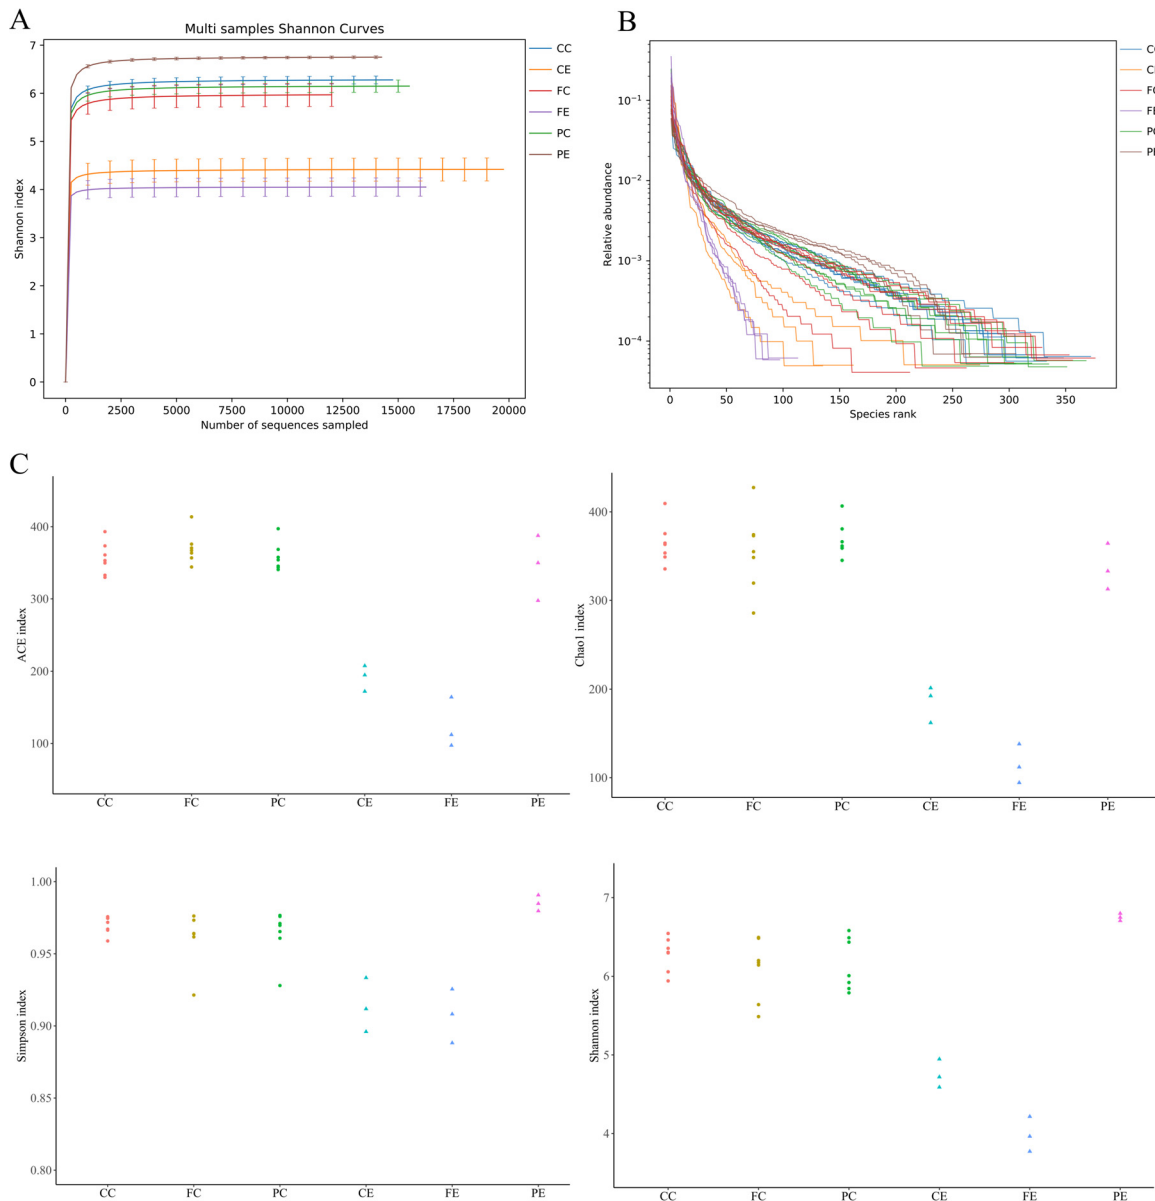 A
Multi samples Shannon Curves
7
6
5
4
3
2
1
0
Shannon index
0 2500 5000 7500 10000 12500 15000 17500 20000
Number of sequences sampled
CC
CE
FC
FE
PC
PE
B
10−1
10−2
10−3
10−4
Relative abundance
0 50 100 150 200 250 300 350
Species rank
C
400
300
200
100
ACE index
CC FC PC CE FE PE
400
300
200
100
Chao1 index
CC FC PC CE FE PE
1.00
0.95
0.90
0.85
0.80
Simpson index
CC FC PC CE FE PE
7
6
5
4
Shannon index
CC FC PC CE FE PE